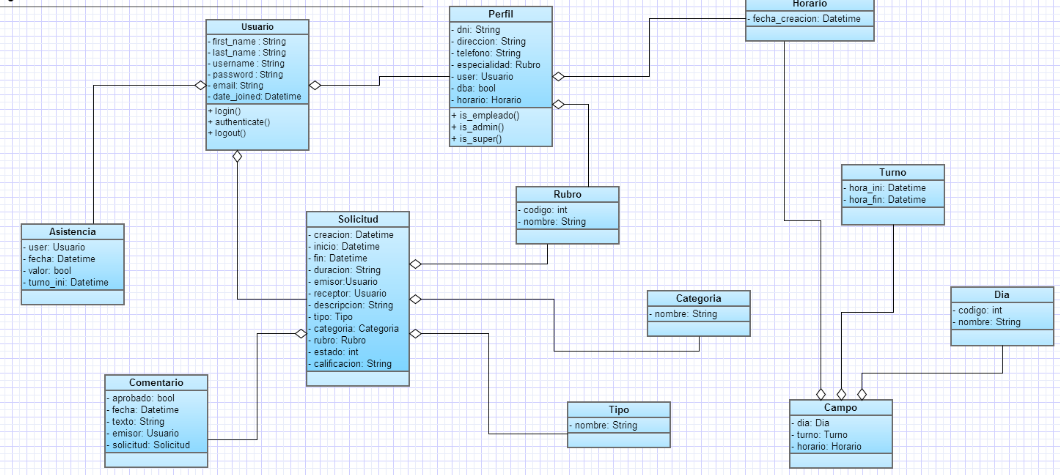 Usuario
- first_name : String
- last_name : String
- username : String
- password : String
- email: String
- date_joined: Datetime
+ login()
+ authenticate()
+ logout()
Perfil
- dni: String
- direccion: String
- telefono: String
- especialidad: Rubro
- user: Usuario
- dba: bool
- horario: Horario
+ is_empleado()
+ is_admin()
+ is_super()
Horario
- fecha_creacion: Datetime
Turno
- hora_ini: Datetime
- hora_fin: Datetime
Rubro
- codigo: int
- nombre: String
Asistencia
- user: Usuario
- fecha: Datetime
- valor: bool
- turno_ini: Datetime
Solicitud
- creacion: Datetime
- inicio: Datetime
- fin: Datetime
- duracion: String
- emisor:Usuario
- receptor: Usuario
- descripcion: String
- tipo: Tipo
- categoria: Categoria
- rubro: Rubro
- estado: int
- calificacion: String
Categoria
- nombre: String
Dia
- codigo: int
- nombre: String
Comentario
- aprobado: bool
- fecha: Datetime
- texto: String
- emisor: Usuario
- solicitud: Solicitud
Tipo
- nombre: String
Campo
- dia: Dia
- turno: Turno
- horario: Horario